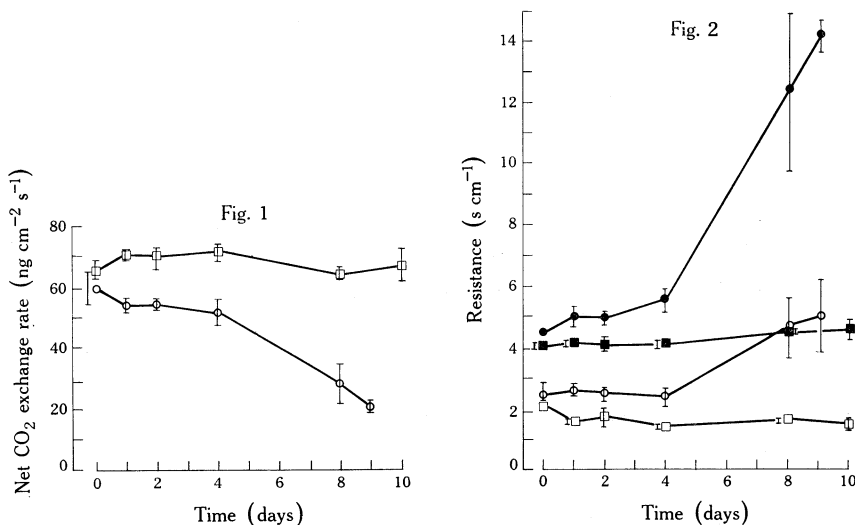 Fig. 1
Net CO2 exchange rate (ng cm−2 s−1)
80
60
40
20
0
0 2 4 6 8 10
Time (days)
Fig. 2
Resistance (s cm−1)
14
12
10
8
6
4
2
0
0 2 4 6 8 10
Time (days)